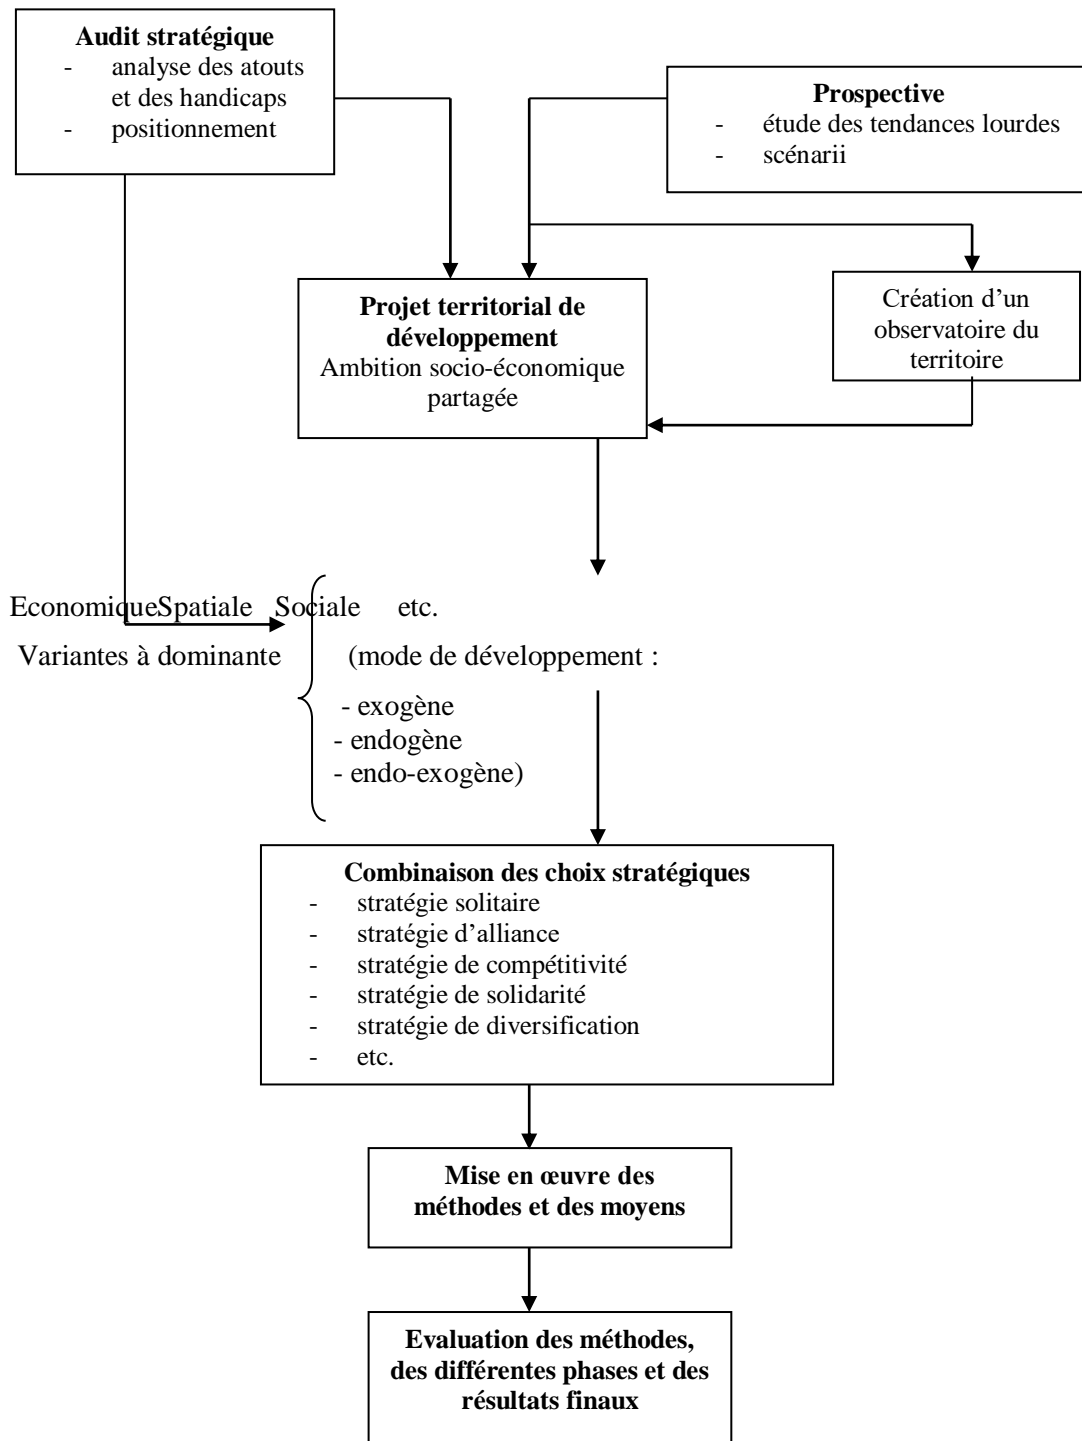 Audit stratégique
- analyse des atouts
et des handicaps
- positionnement
Prospective
- étude des tendances lourdes
- scénarii
Projet territorial de
développement
Ambition socio-économique
partagée
Création d’un
observatoire du
territoire
EconomiqueSpatiale Sociale etc.
Variantes à dominante (mode de développement :
- exogène
- endogène
- endo-exogène)
Combinaison des choix stratégiques
- stratégie solitaire
- stratégie d’alliance
- stratégie de compétitivité
- stratégie de solidarité
- stratégie de diversification
- etc.
Mise en œuvre des
méthodes et des moyens
Evaluation des méthodes,
des différentes phases et des
résultats finaux